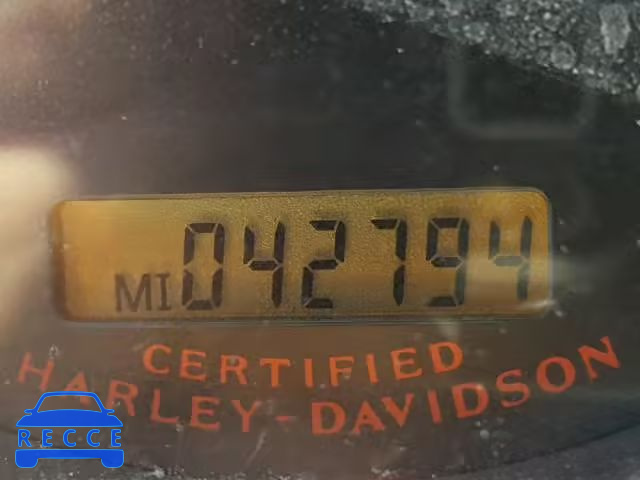 MI 042794
CERTIFIED
HARLEY-DAVIDSON
RECCE